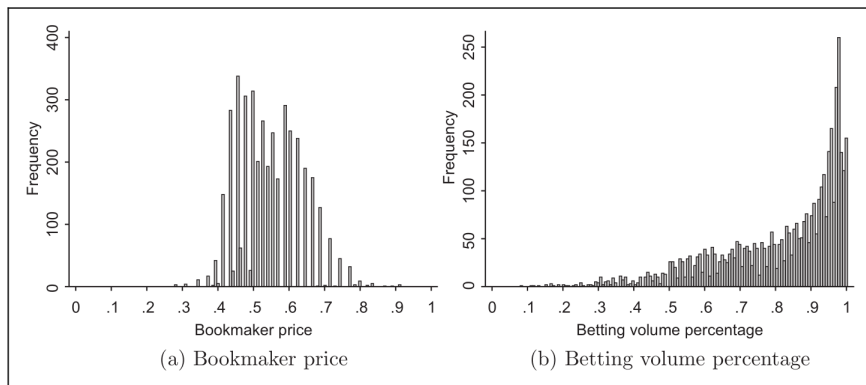 400
300
200
100
0
Frequency
0 .1 .2 .3 .4 .5 .6 .7 .8 .9 1
Bookmaker price
(a) Bookmaker price
250
200
150
100
50
0
Frequency
0 .1 .2 .3 .4 .5 .6 .7 .8 .9 1
Betting volume percentage
(b) Betting volume percentage